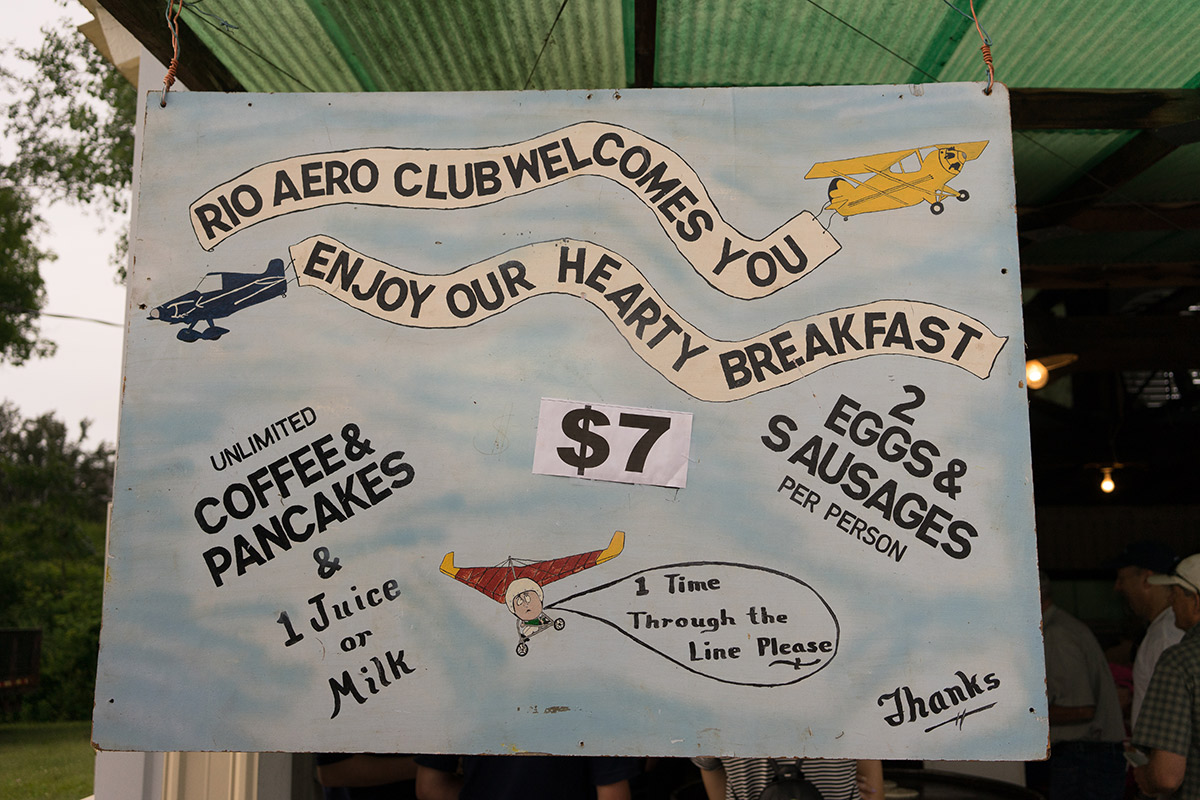 RIO AERO CLUB WELCOMES YOU
ENJOY OUR HEARTY BREAKFAST
UNLIMITED
COFFEE &
PANCAKES
&
1 Juice
or
Milk
$7
2
EGGS &
SAUSAGES
PER PERSON
1 Time
Through the
Line Please
Thanks